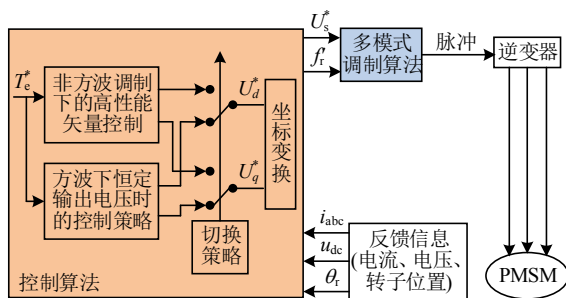 T*e
非方波调制
下的高性能
矢量控制
方波下恒定
输出电压时
的控制策略
U*d
U*q
坐标变换
切换
策略
控制算法
U*s
f′r
多模式
调制算法
脉冲
逆变器
iabc
udc
θr
反馈信息
(电流、电压、
转子位置)
PMSM